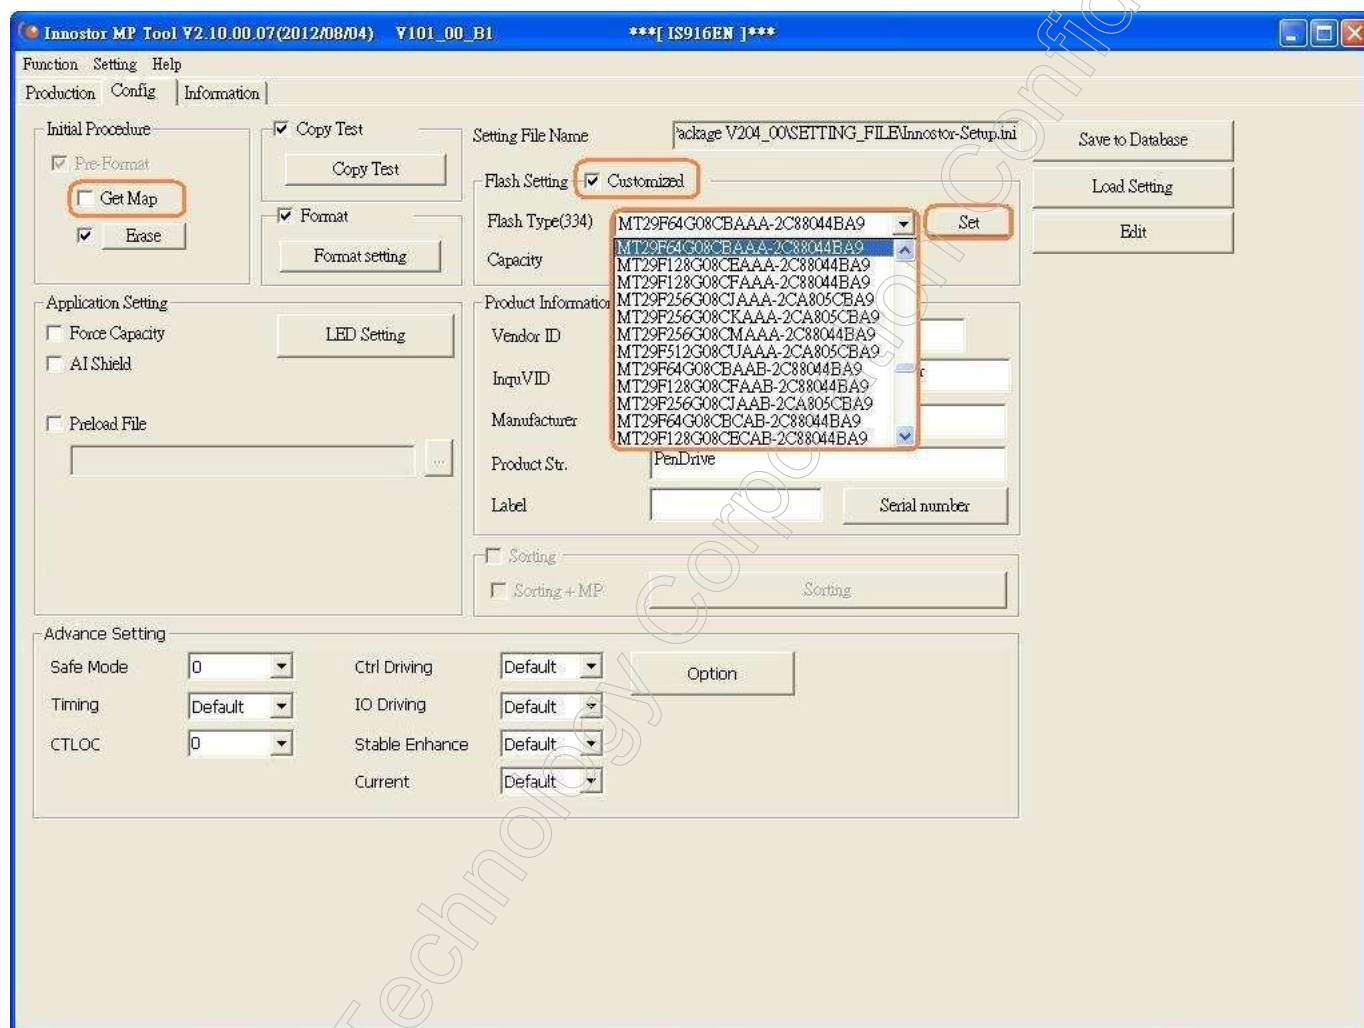 Innostor MP Tool V2.10.00.07(2012/08/04) V101_00_B1 ***[ IS916EN ]***
Function Setting Help
Production Config Information
Initial Procedure
Pre-Format
Get Map
Erase
Copy Test
Copy Test
Format
Format setting
Setting File Name ackage V204_00\SETTING_FILE\Innostor-Setup.ini
Flash Setting Customized
Flash Type(334) MT29F64G08CBAAA-2C88044BA9 Set
Capacity
MT29F64G08CBAAA-2C88044BA9
MT29F128G08CEAAA-2C88044BA9
MT29F128G08CFAAA-2C88044BA9
MT29F256G08CJAAA-2CA805CBA9
MT29F256G08CKAAA-2CA805CBA9
MT29F256G08CMAAA-2C88044BA9
MT29F512G08CUAAA-2CA805CBA9
MT29F64G08CBAAB-2C88044BA9
MT29F128G08CFAAB-2C88044BA9
MT29F256G08CJAAB-2CA805CBA9
MT29F64G08CBCAB-2C88044BA9
MT29F128G08CECAB-2C88044BA9
Save to Database
Load Setting
Edit
Application Setting
Force Capacity
LED Setting
AI Shield
Preload File
...
Product Information
Vendor ID
InquVID
Manufacturer
Product Str. PenDrive
Label
Serial number
Sorting
Sorting + MP Sorting
Advance Setting
Safe Mode 0 Ctrl Driving Default Option
Timing Default IO Driving Default
CTLOC 0 Stable Enhance Default
Current Default
Technology Corporation Confid